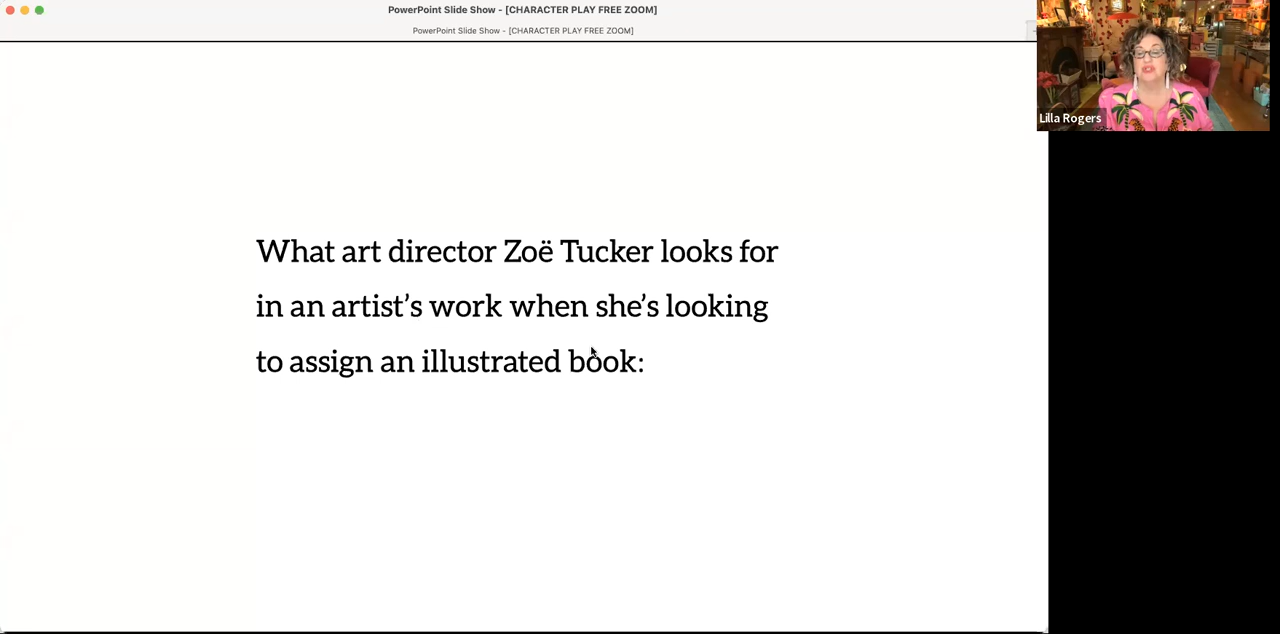 PowerPoint Slide Show - [CHARACTER PLAY FREE ZOOM]
PowerPoint Slide Show - [CHARACTER PLAY FREE ZOOM]
Lilla Rogers
What art director Zoë Tucker looks for
in an artist’s work when she’s looking
to assign an illustrated book: